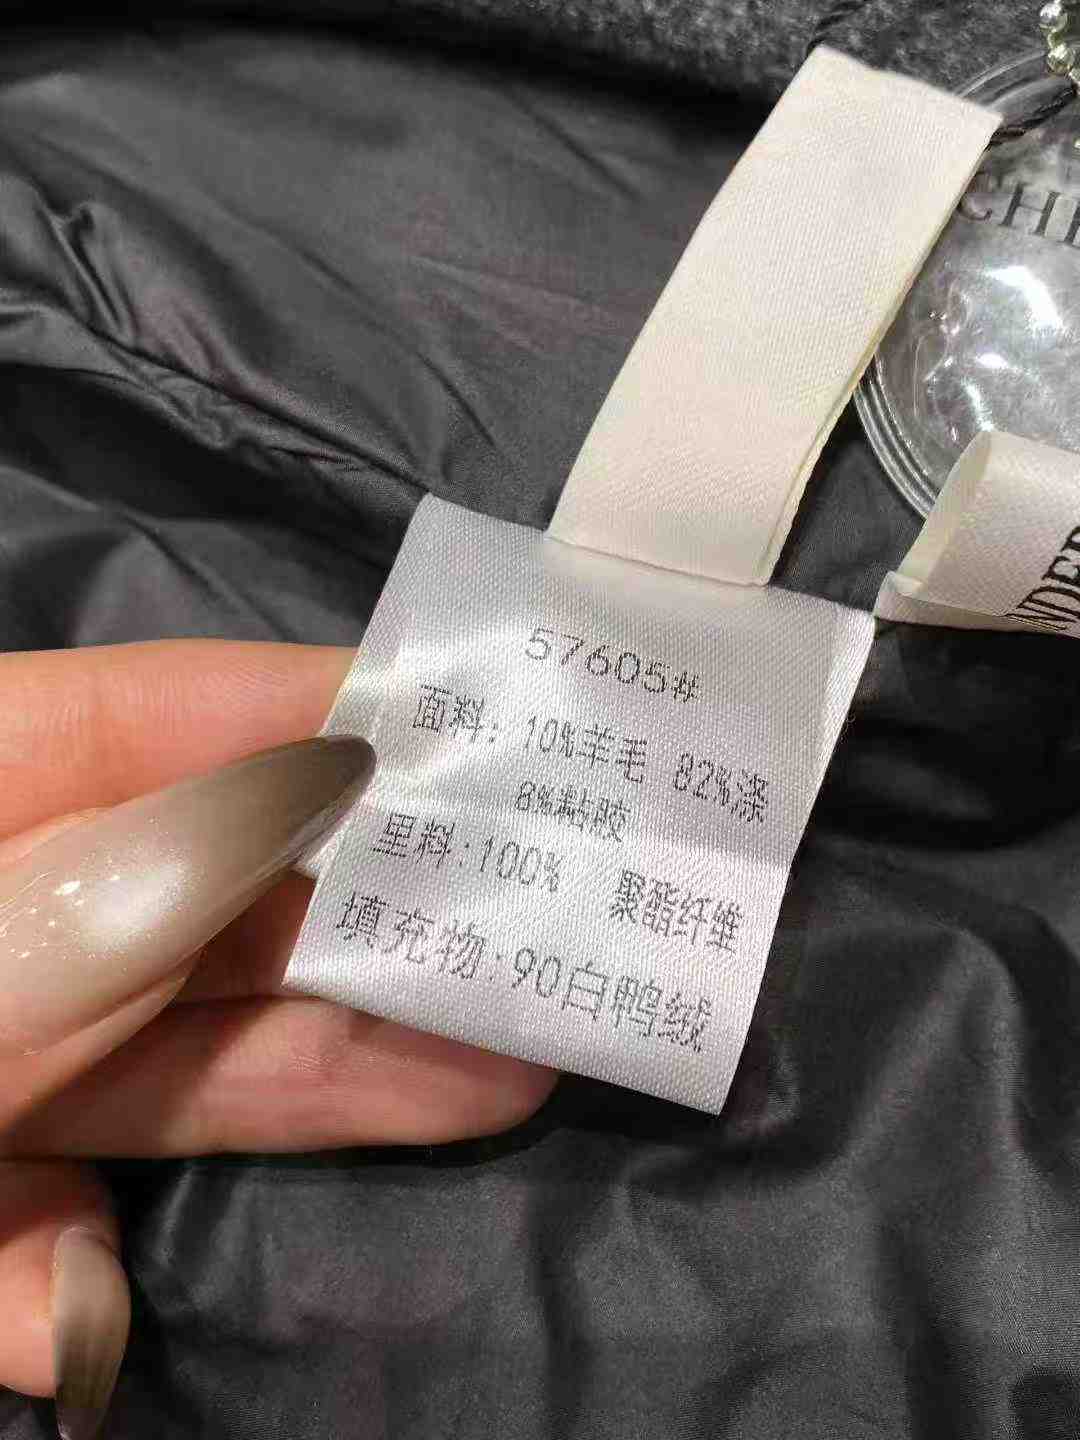 57605#
面料: 10%羊毛 82%涤
8%粘胶
里料:100% 聚酯纤维
填充物:90白鸭绒